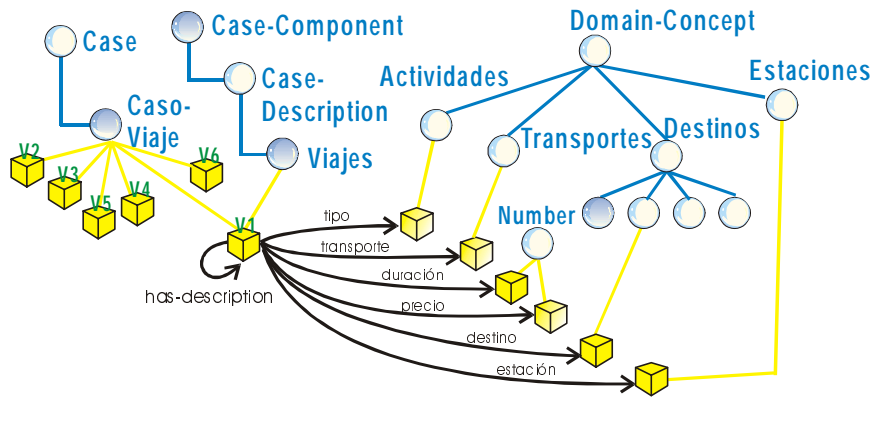 Domain-Concept
Case
Case-Component
Actividades
Estaciones
Case-
Description
Caso-
Viaje
Transportes
Destinos
Viajes
V2
V6
V3
V5
V4
V1
tipo
Number
transporte
duración
has-description
precio
destino
estación